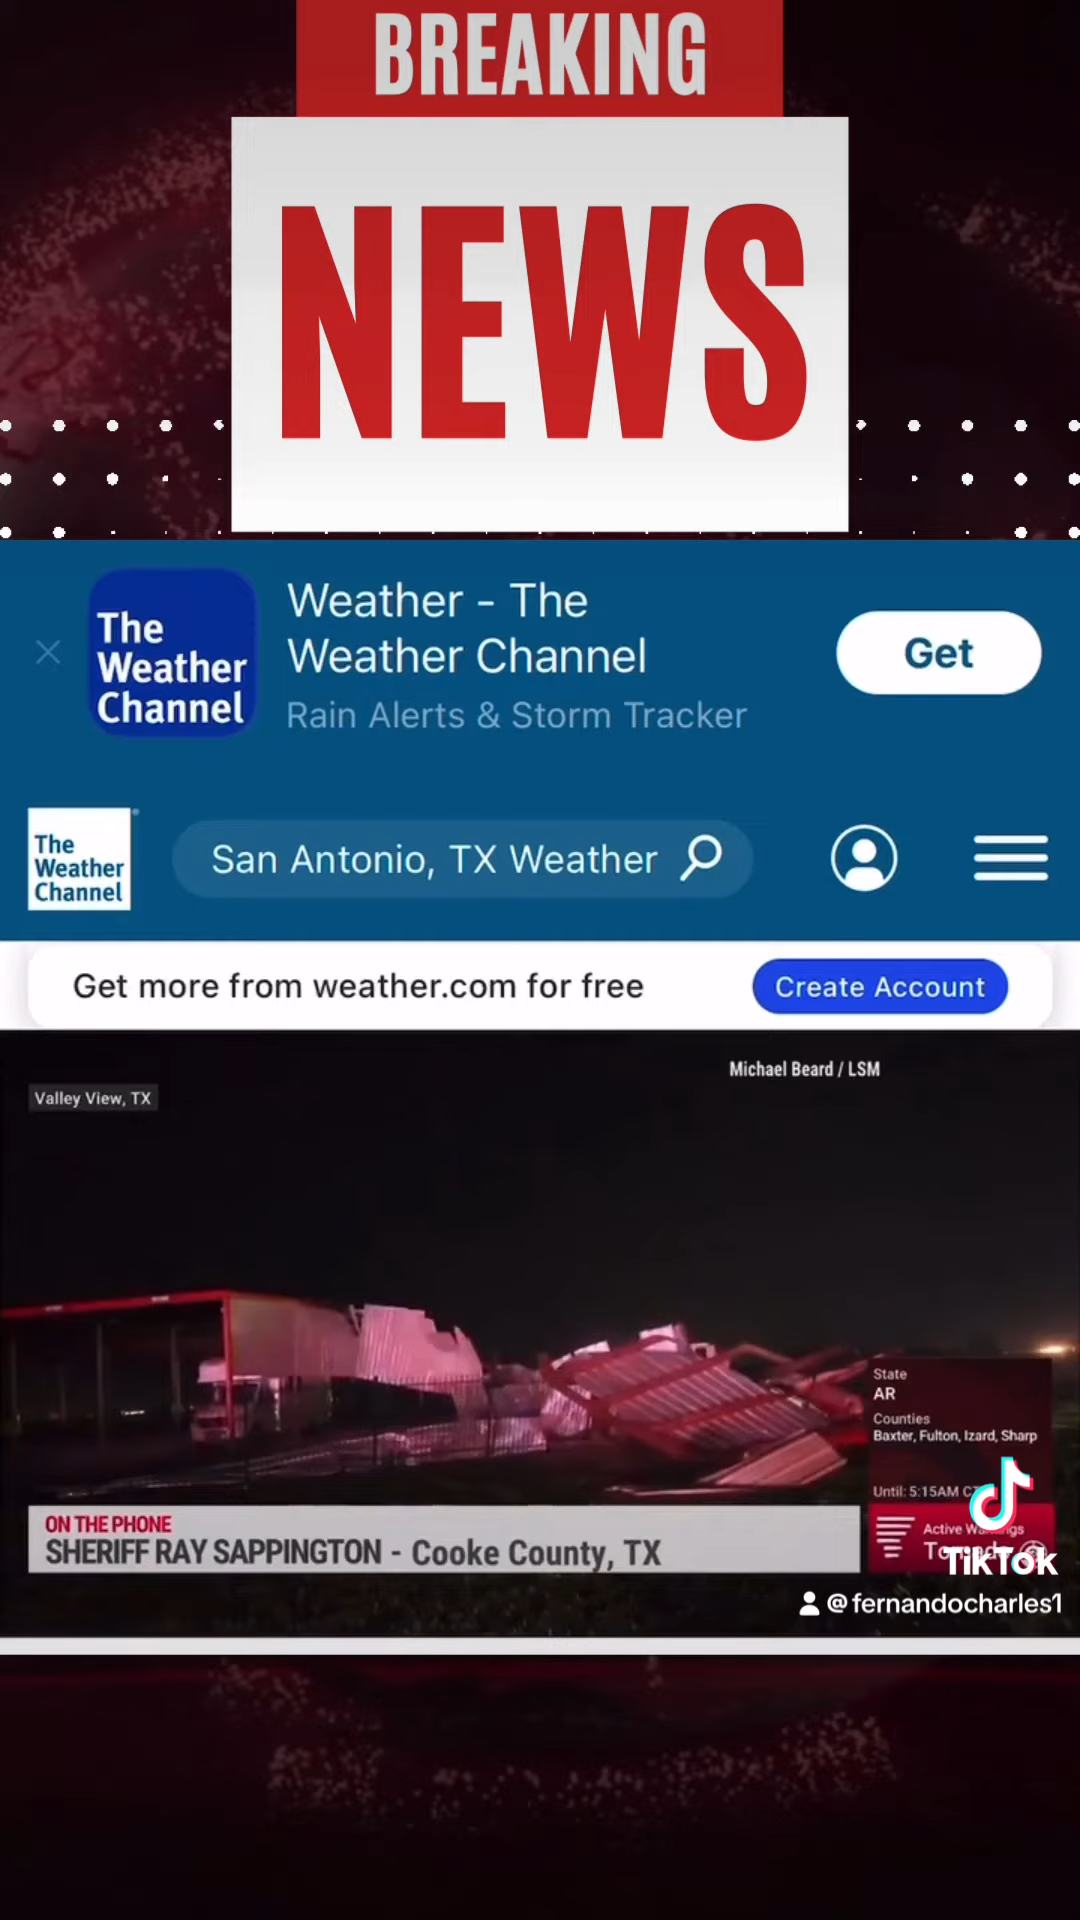 BREAKING
NEWS
The
Weather
Channel
Weather - The
Weather Channel
Rain Alerts & Storm Tracker
Get
The
Weather
Channel
San Antonio, TX Weather
Get more from weather.com for free
Create Account
Michael Beard / LSM
Valley View, TX
State
AR
Counties
Baxter, Fulton, Izard, Sharp
Until: 5:15AM
ON THE PHONE
SHERIFF RAY SAPPINGTON - Cooke County, TX
Active
TikTok
@fernandocharles1